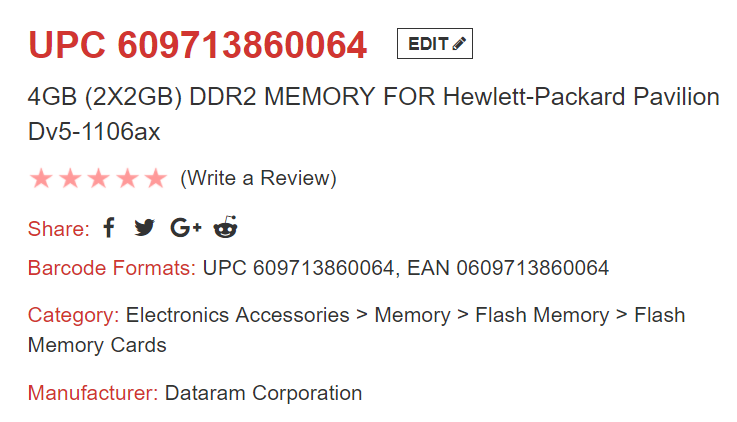 UPC 609713860064 EDIT
4GB (2X2GB) DDR2 MEMORY FOR Hewlett-Packard Pavilion
Dv5-1106ax
(Write a Review)
Share:
Barcode Formats: UPC 609713860064, EAN 0609713860064
Category: Electronics Accessories > Memory > Flash Memory > Flash
Memory Cards
Manufacturer: Dataram Corporation